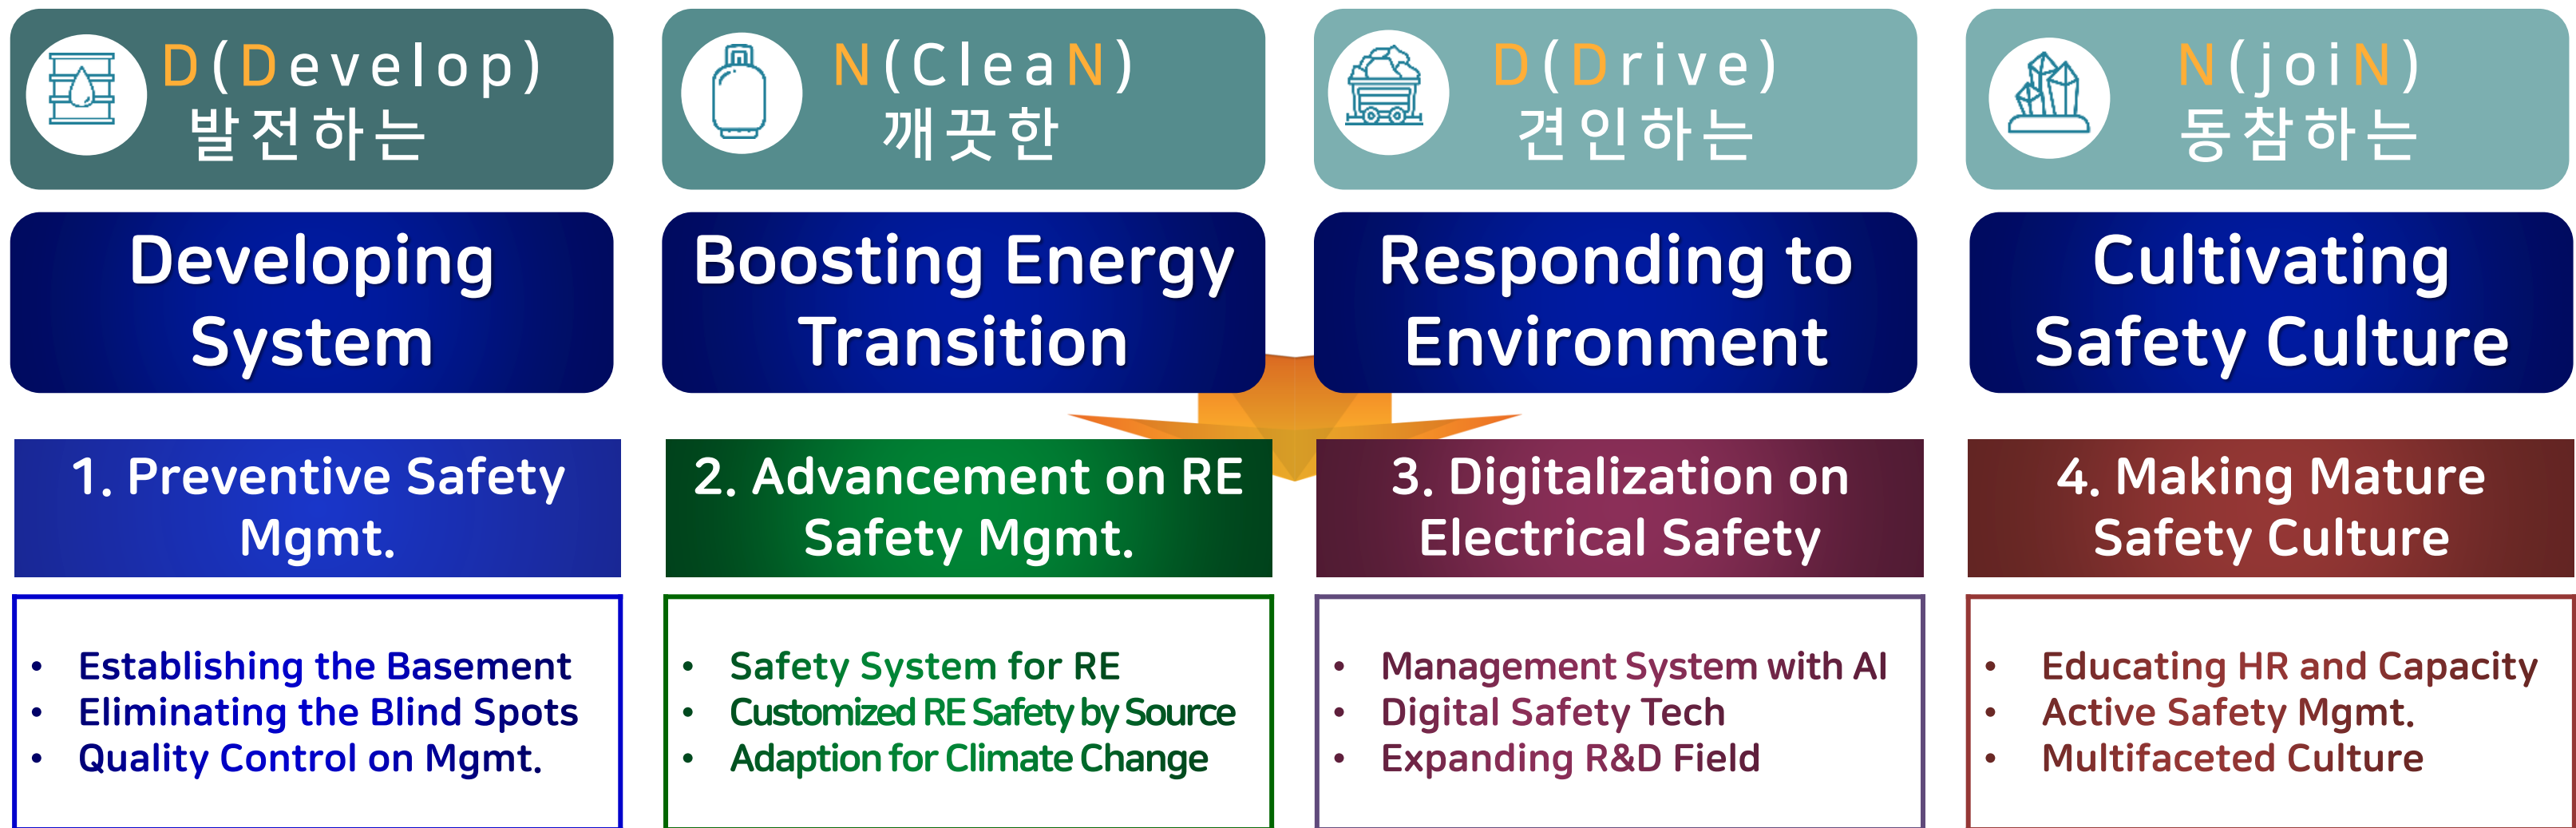 D(Develop)
발전하는
N(CleaN)
깨끗한
D(Drive)
견인하는
N(joiN)
동참하는
Developing
System
Boosting Energy
Transition
Responding to
Environment
Cultivating
Safety Culture
1. Preventive Safety
Mgmt.
2. Advancement on RE
Safety Mgmt.
3. Digitalization on
Electrical Safety
4. Making Mature
Safety Culture
• Establishing the Basement
• Eliminating the Blind Spots
• Quality Control on Mgmt.
• Safety System for RE
• Customized RE Safety by Source
• Adaption for Climate Change
• Management System with AI
• Digital Safety Tech
• Expanding R&D Field
• Educating HR and Capacity
• Active Safety Mgmt.
• Multifaceted Culture